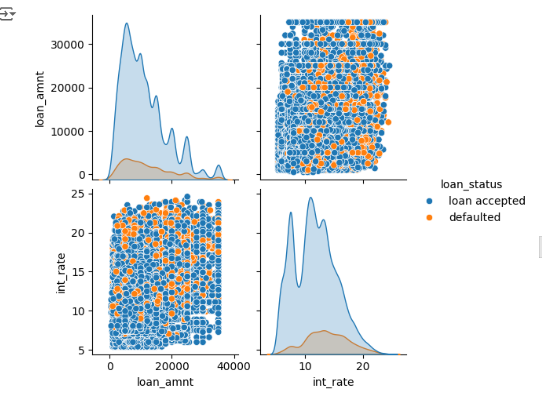 loan_amnt
30000
20000
10000
0
loan_status
loan accepted
defaulted
int_rate
25
20
15
10
5
0
20000
40000
10
20
loan_amnt
int_rate